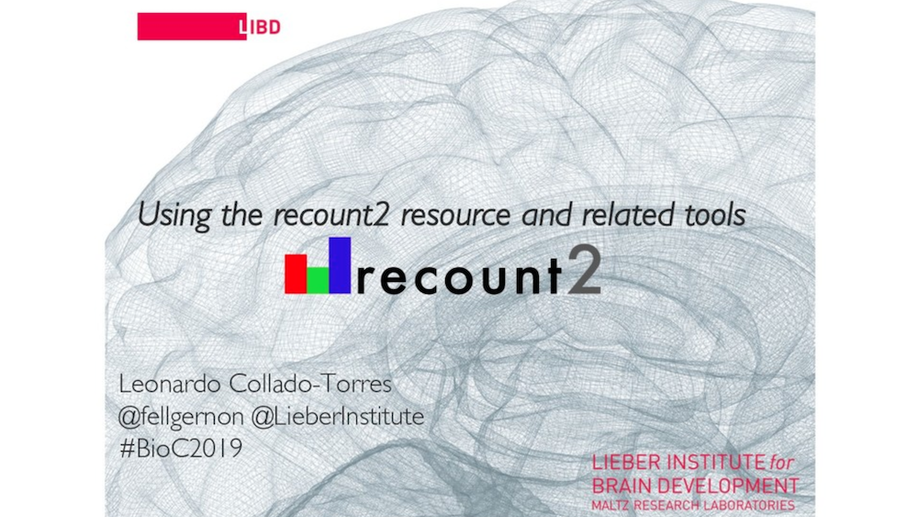 LIBD
Using the recount2 resource and related tools
recount2
Leonardo Collado-Torres
@fellgernon @LieberInstitute
#BioC2019
LIEBER INSTITUTE for
BRAIN DEVELOPMENT
MALTZ RESEARCH LABORATORIES